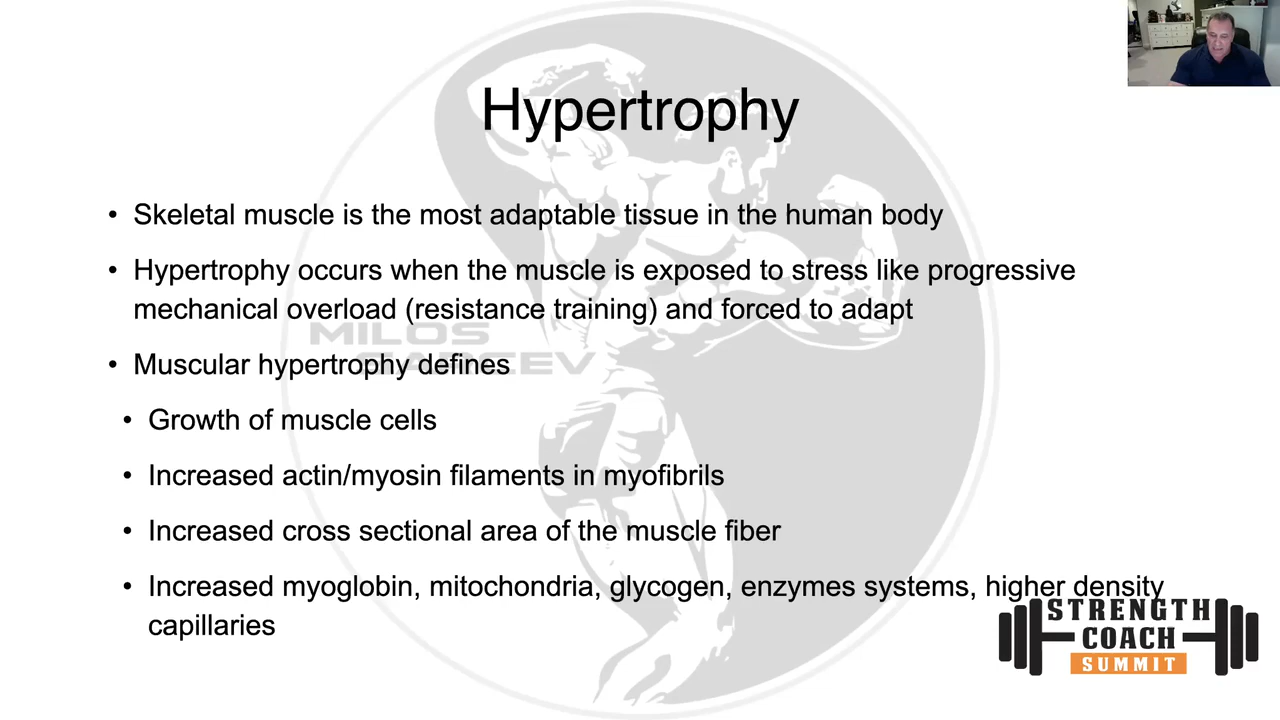 Hypertrophy
• Skeletal muscle is the most adaptable tissue in the human body
• Hypertrophy occurs when the muscle is exposed to stress like progressive
mechanical overload (resistance training) and forced to adapt
MILOS
SARCEV
• Muscular hypertrophy defines
• Growth of muscle cells
• Increased actin/myosin filaments in myofibrils
• Increased cross sectional area of the muscle fiber
• Increased myoglobin, mitochondria, glycogen, enzymes systems, higher density
capillaries
STRENGTH
COACH
SUMMIT